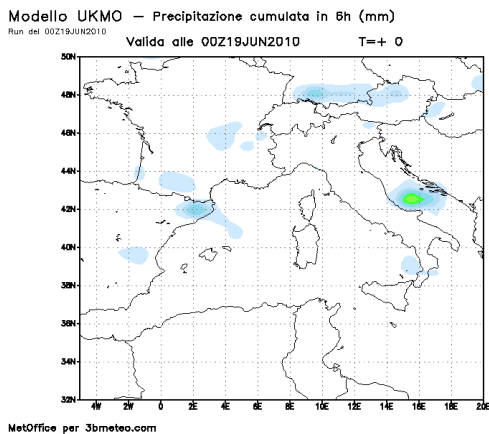 Modello UKMO – Precipitazione cumulata in 6h (mm)
Run del 00Z19JUN2010
Valida alle 00Z19JUN2010 T=+ 0
50N
48N
46N
44N
42N
40N
38N
36N
34N
32N
4W 2W 0 2E 4E 6E 8E 10E 12E 14E 16E 18E 20E
MetOffice per 3bmeteo.com